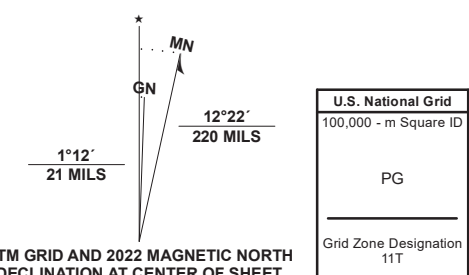 ★
MN
GN
12°22´
220 MILS
1°12´
21 MILS
TM GRID AND 2022 MAGNETIC NORTH
DECLINATION AT CENTER OF SHEET
U.S. National Grid
100,000 - m Square ID
PG
Grid Zone Designation
11T